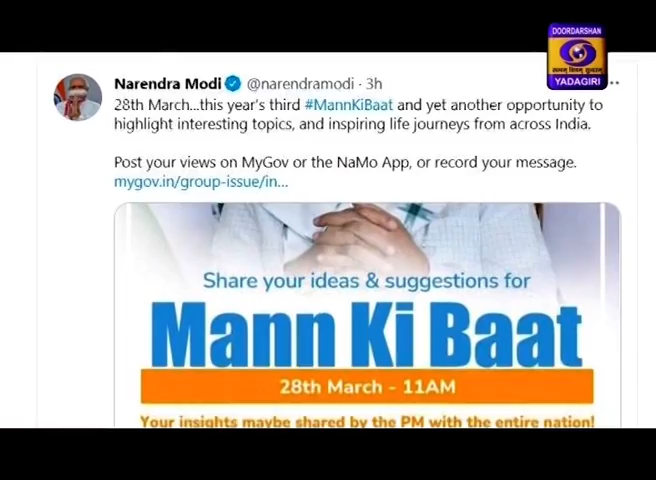 DOORDARSHAN
YADAGIRI
Narendra Modi @narendramodi · 3h
28th March...this year's third #MannKiBaat and yet another opportunity to
highlight interesting topics, and inspiring life journeys from across India.
Post your views on MyGov or the NaMo App, or record your message.
mygov.in/group-issue/in...
Share your ideas & suggestions for
Mann Ki Baat
28th March - 11AM
Your insights maybe shared by the PM with the entire nation!